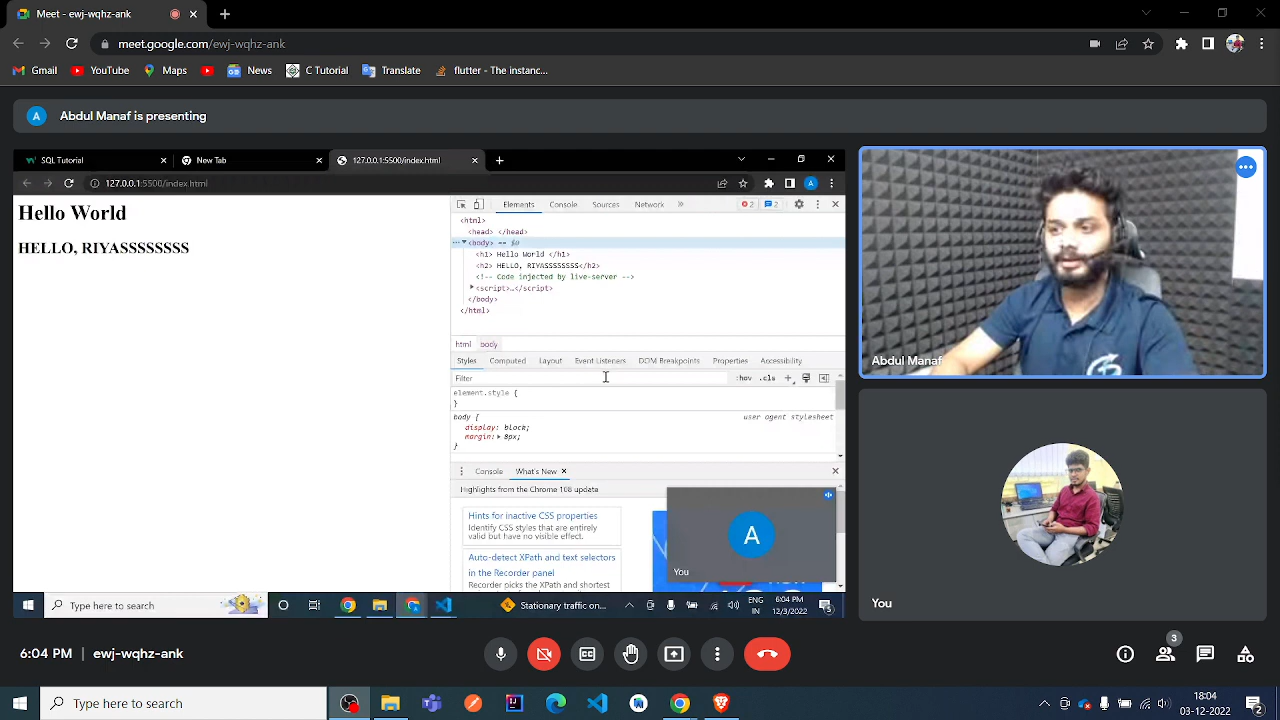 Meet - ewj-wqhz-ank
meet.google.com/ewj-wqhz-ank
Gmail YouTube Maps News C Tutorial Translate flutter - The instanc...
A Abdul Manaf is presenting
SQL Tutorial New Tab 127.0.0.1:5500/index.html
127.0.0.1:5500/index.html A
Hello World
HELLO, RIYASSSSSSSS
Elements Console Sources Network » 2 2
<html>
<head> </head>
<body> == $0
<h1> Hello World </h1>
<h2> HELLO, RIYASSSSSSSS</h2>
<!-- Code injected by live-server -->
<script>…</script>
</body>
</html>
html body
Styles Computed Layout Event Listeners DOM Breakpoints Properties Accessibility
Filter :hov .cls
element.style {
}
body { user agent stylesheet
display: block;
margin: 8px;
}
Console What's New
Highlights from the Chrome 108 update
Hints for inactive CSS properties
Identify CSS styles that are entirely
valid but have no visible effect.
Auto-detect XPath and text selectors
in the Recorder panel
Recorder picks the XPath and shortest
A
You
Type here to search Stationary traffic on... ENG IN 6:04 PM 12/3/2022 5
Abdul Manaf
You
6:04 PM | ewj-wqhz-ank 3
Type here to search 18:04 03-12-2022 2